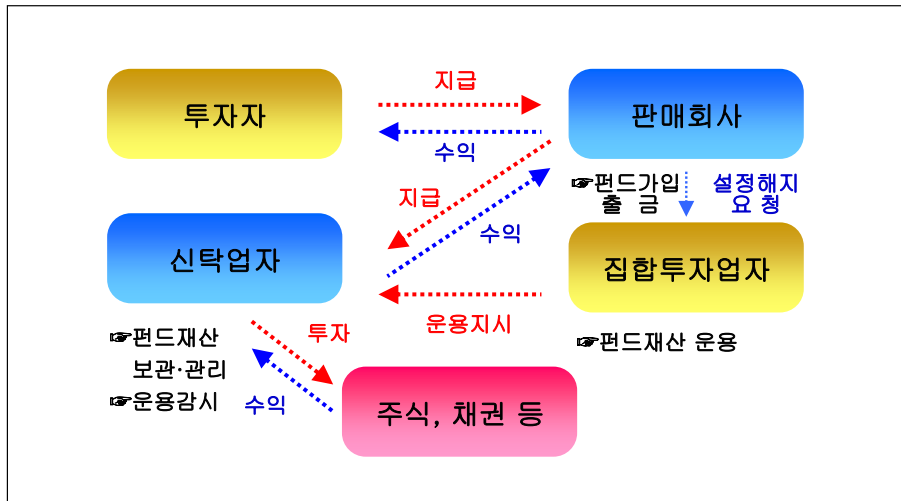 지급
투자자
판매회사
수익
☞펀드가입
출 금
설정해지
요 청
지급
수익
신탁업자
집합투자업자
운용지시
☞펀드재산
보관·관리
☞운용감시
투자
☞펀드재산 운용
수익
주식, 채권 등